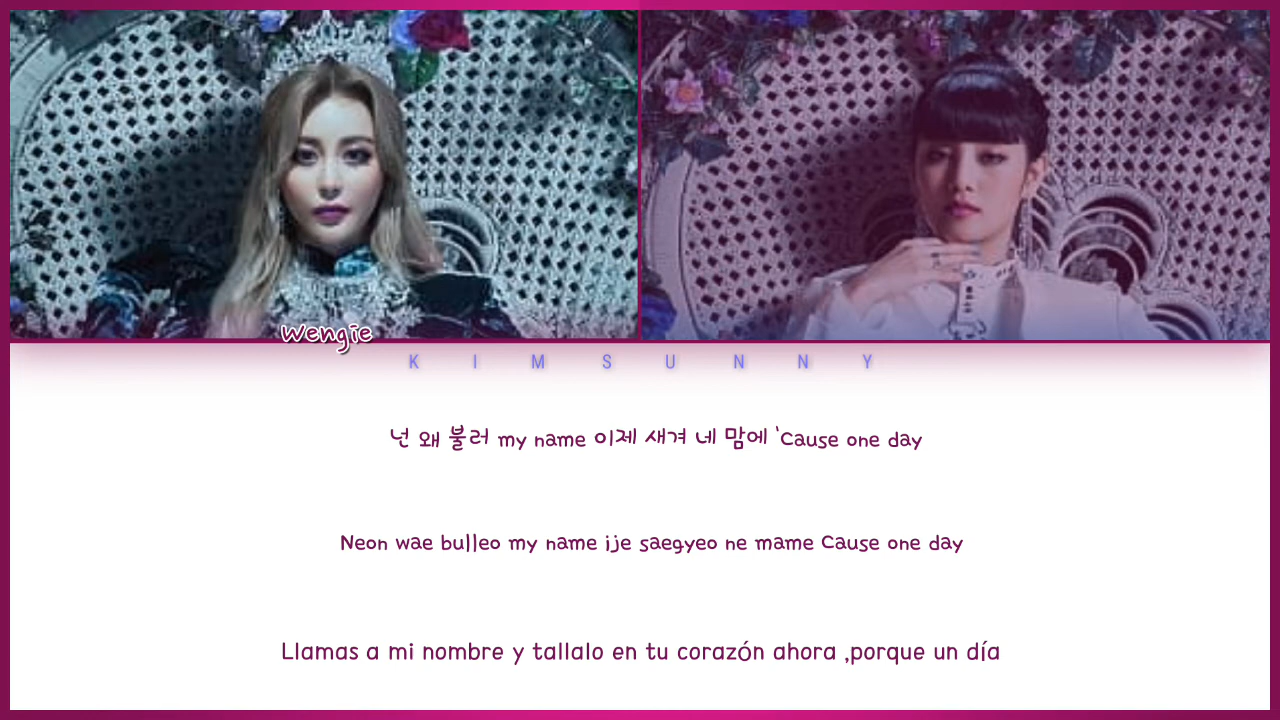 Wengie
K I M S U N N Y
넌 왜 불러 my name 이제 새겨 네 맘에 'Cause one day
Neon wae bulleo my name ije saegyeo ne mame Cause one day
Llamas a mi nombre y tallalo en tu corazón ahora ,porque un día